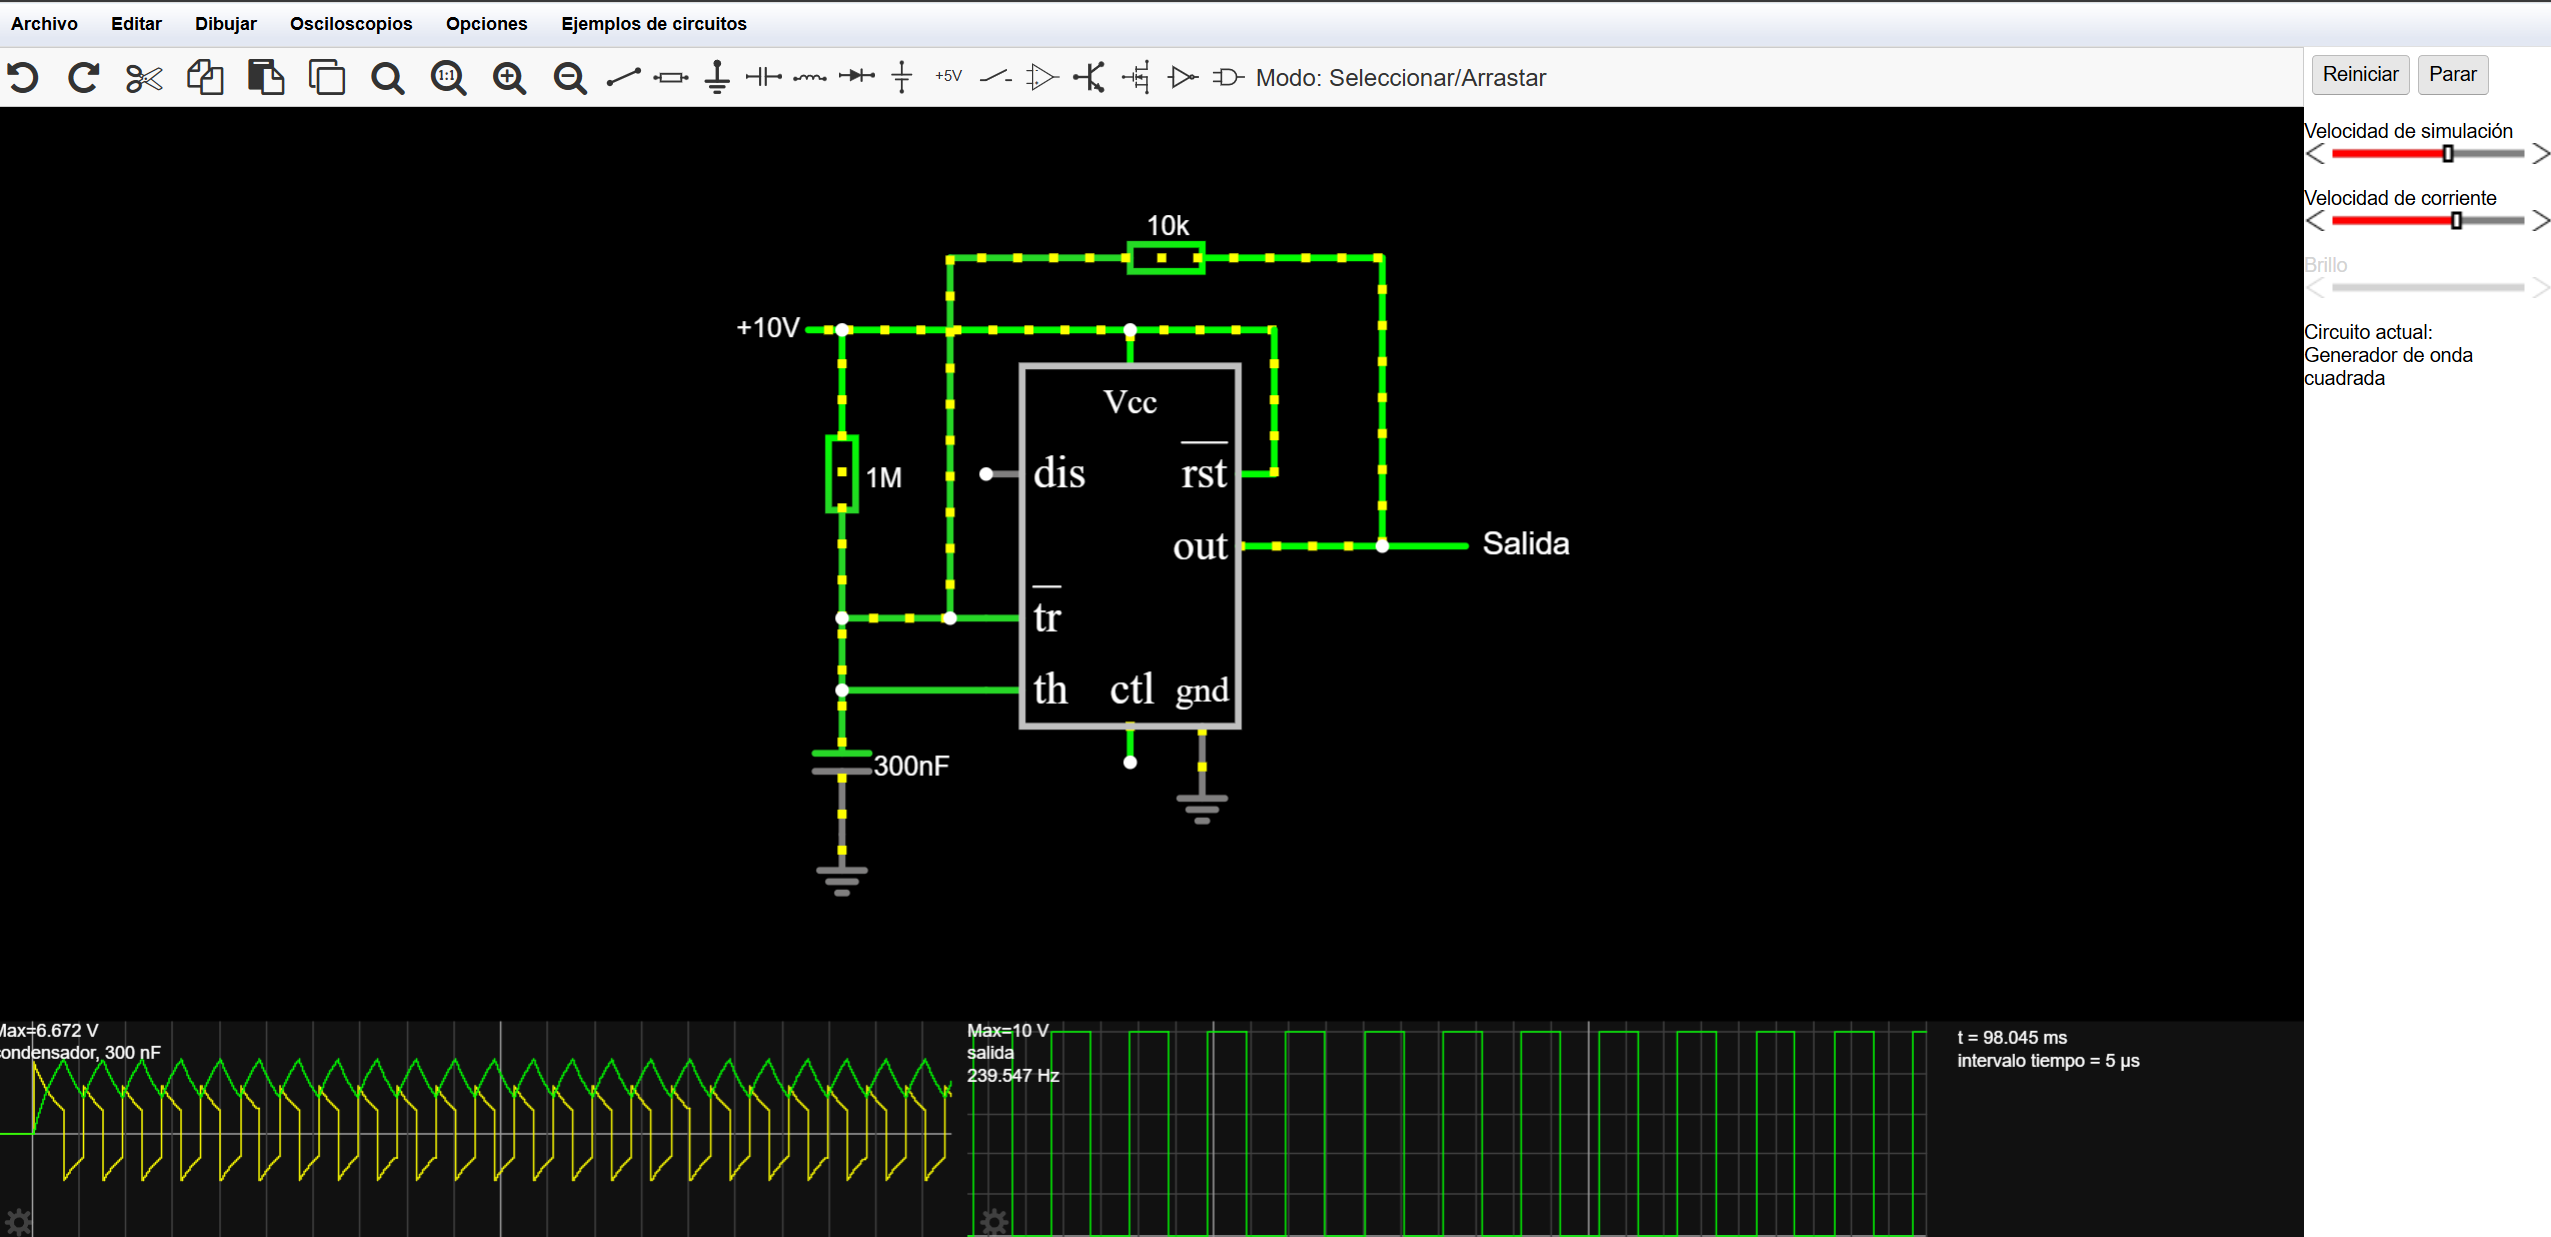 Archivo Editar Dibujar Osciloscopios Opciones Ejemplos de circuitos
1:1 +5V Modo: Seleccionar/Arrastar
Reiniciar Parar
Velocidad de simulación
Velocidad de corriente
Brillo
Circuito actual:
Generador de onda
cuadrada
10k
+10V
Vcc
dis
rst
1M
out
Salida
tr
th ctl gnd
300nF
Max=6.672 V
condensador, 300 nF
Max=10 V
salida
239.547 Hz
t = 98.045 ms
intervalo tiempo = 5 µs